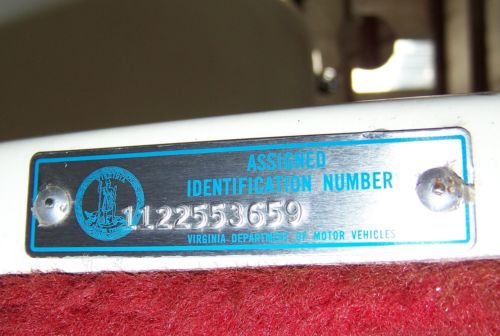 ASSIGNED
IDENTIFICATION NUMBER
1122553659
VIRGINIA DEPARTMENT OF MOTOR VEHICLES